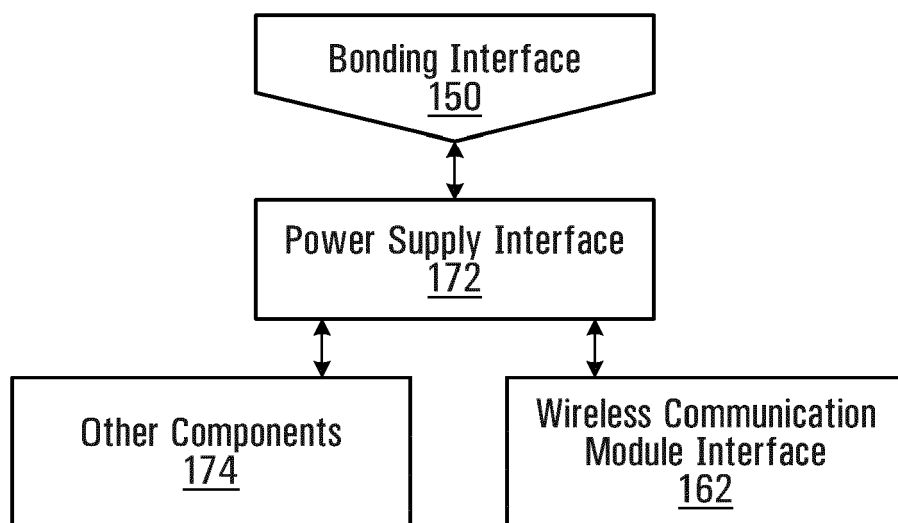 Bonding Interface
150
Power Supply Interface
172
Other Components
174
Wireless Communication
Module Interface
162